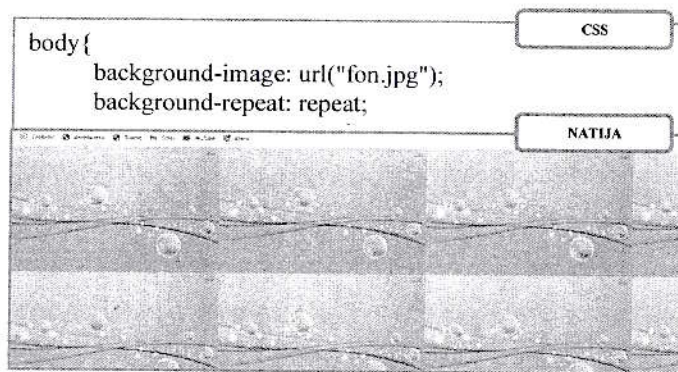 CSS
body{
background-image: url("fon.jpg");
background-repeat: repeat;
NATIJA